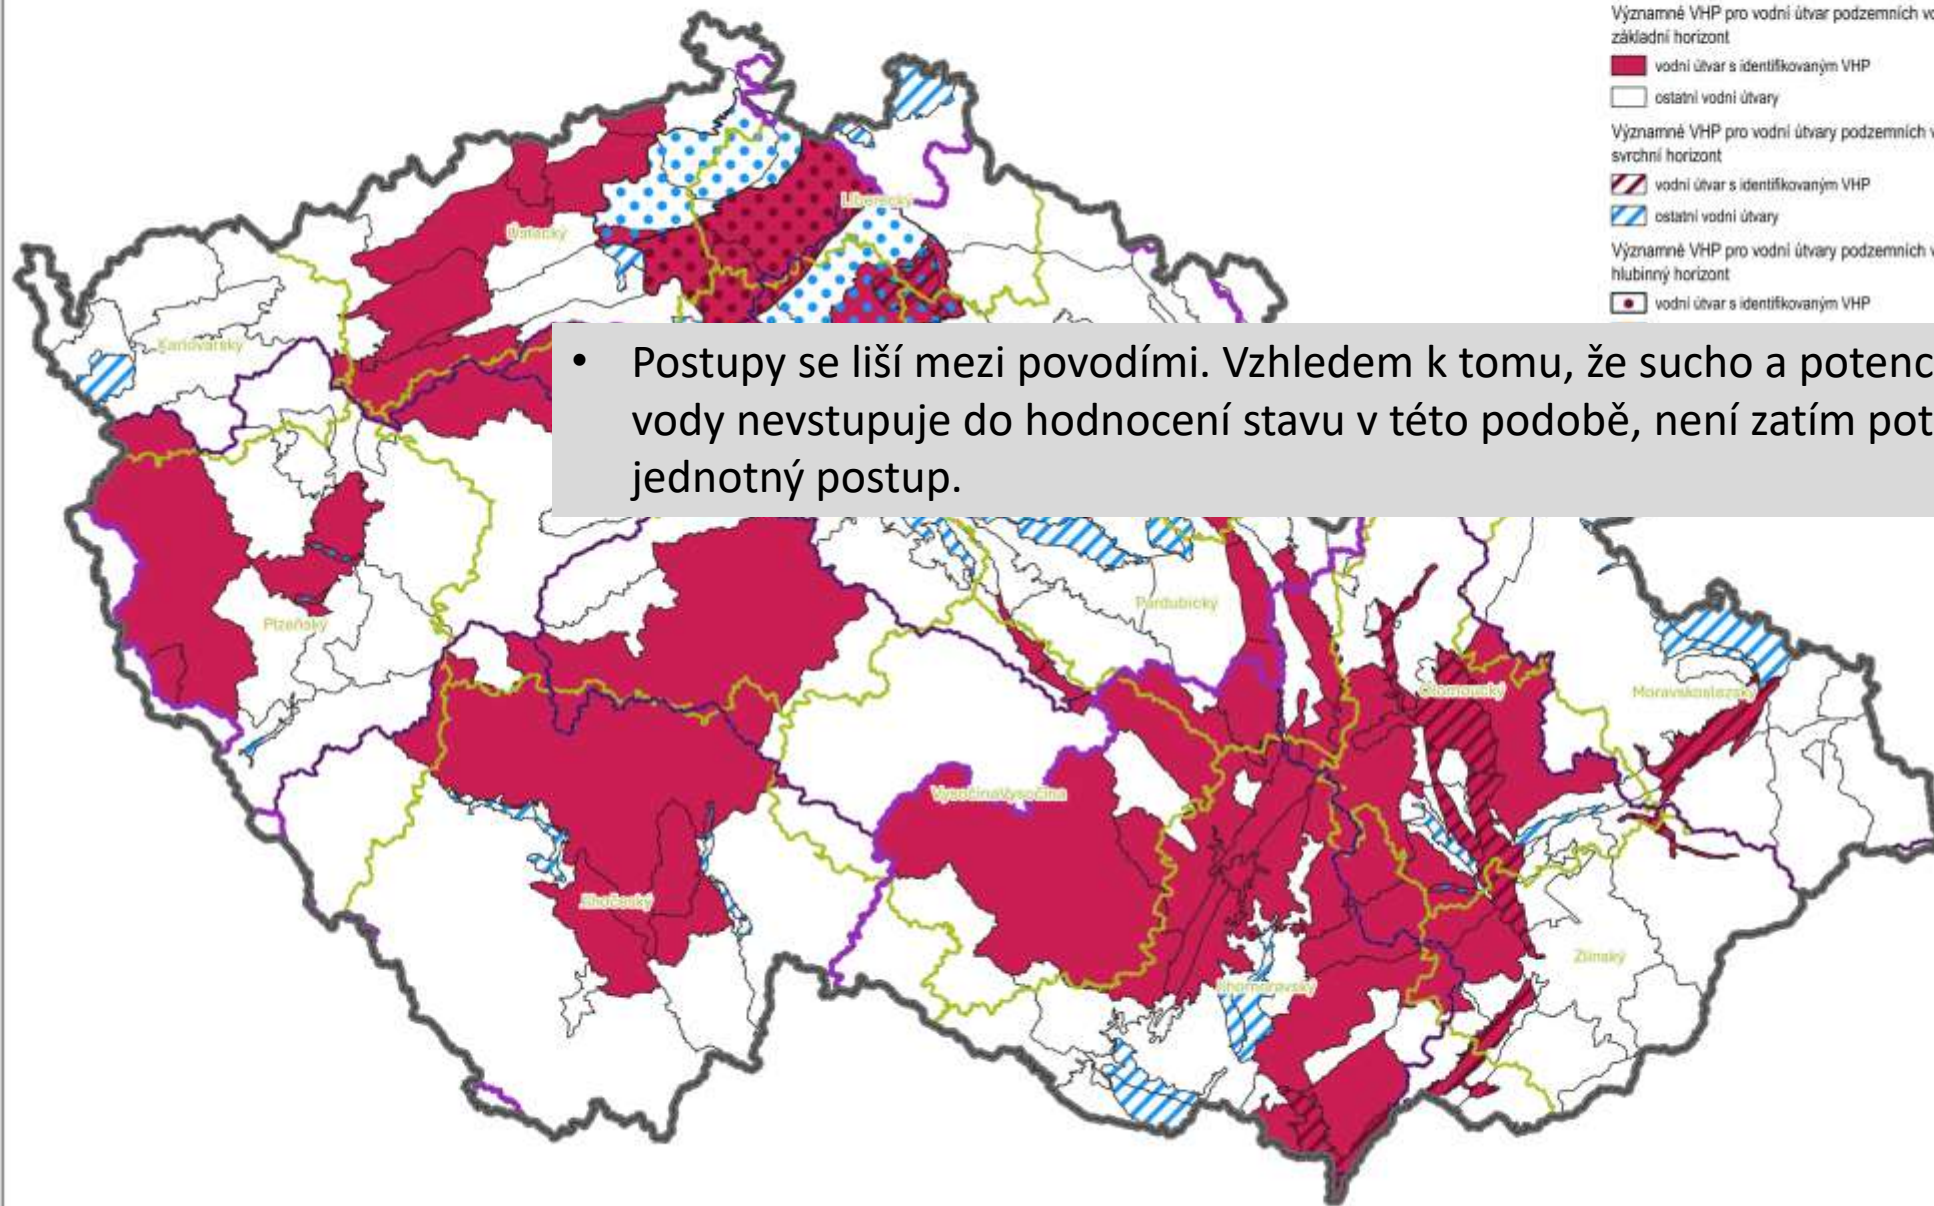 Významné VHP pro vodní útvar podzemních
základní horizont
vodní útvar s identifikovaným VHP
ostatní vodní útvary
Významné VHP pro vodní útvary podzemních
svrchní horizont
vodní útvar s identifikovaným VHP
ostatní vodní útvary
Významné VHP pro vodní útvary podzemních
hlubinný horizont
vodní útvar s identifikovaným VHP
Liberecký
Ústecký
Karlovarský
• Postupy se liší mezi povodími. Vzhledem k tomu, že sucho a
vody nevstupuje do hodnocení stavu v této podobě, není zatím
jednotný postup.
Pardubický
Plzeňský
Olomoucký
Moravskoslezský
VysočinaVysočina
Jihočeský
Zlínský
Jihomoravský